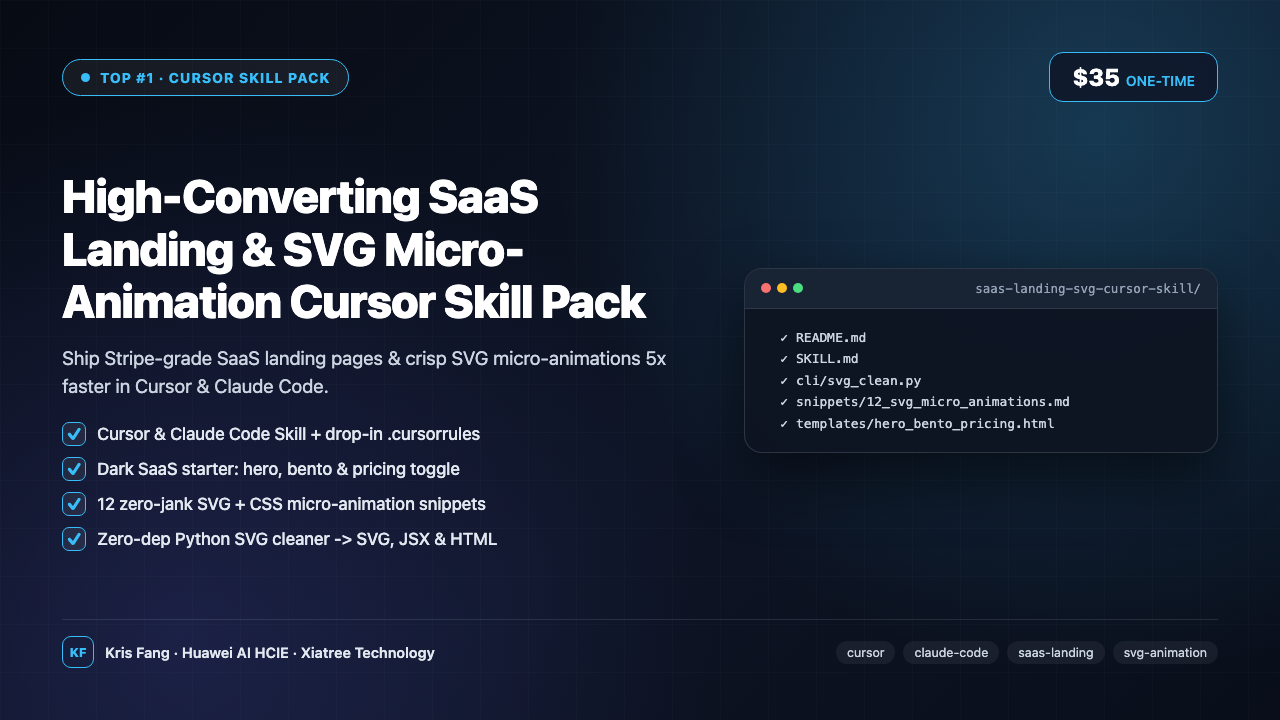 TOP #1 · CURSOR SKILL PACK
$35 ONE-TIME
High-Converting SaaS
Landing & SVG Micro-
Animation Cursor Skill Pack
Ship Stripe-grade SaaS landing pages & crisp SVG micro-animations 5x
faster in Cursor & Claude Code.
Cursor & Claude Code Skill + drop-in .cursorrules
Dark SaaS starter: hero, bento & pricing toggle
12 zero-jank SVG + CSS micro-animation snippets
Zero-dep Python SVG cleaner -> SVG, JSX & HTML
saas-landing-svg-cursor-skill/
✓ README.md
✓ SKILL.md
✓ cli/svg_clean.py
✓ snippets/12_svg_micro_animations.md
✓ templates/hero_bento_pricing.html
KF
Kris Fang · Huawei AI HCIE · Xiatree Technology
cursor
claude-code
saas-landing
svg-animation